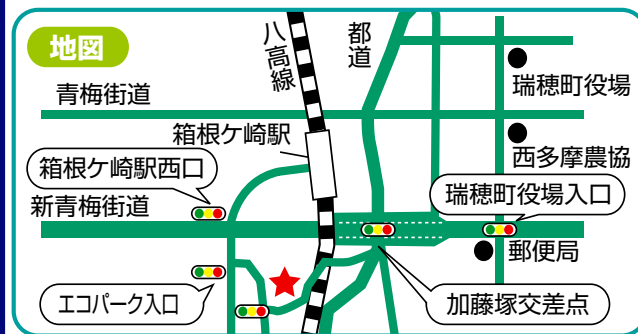 地図
八高線
都道
瑞穂町役場
青梅街道
箱根ケ崎駅
西多摩農協
箱根ケ崎駅西口
瑞穂町役場入口
新青梅街道
郵便局
エコパーク入口
加藤塚交差点